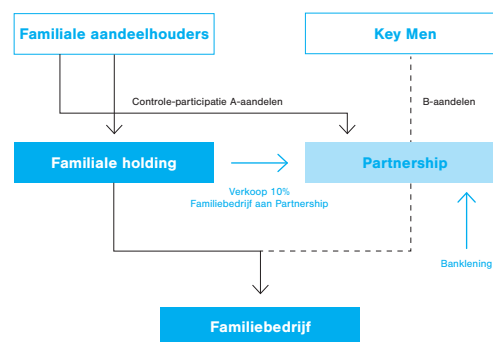 Familiale aandeelhouders
Key Men
Controle-participatie A-aandelen
B-aandelen
Familiale holding
Partnership
Verkoop 10%
Familiebedrijf aan Partnership
Banklening
Familiebedrijf